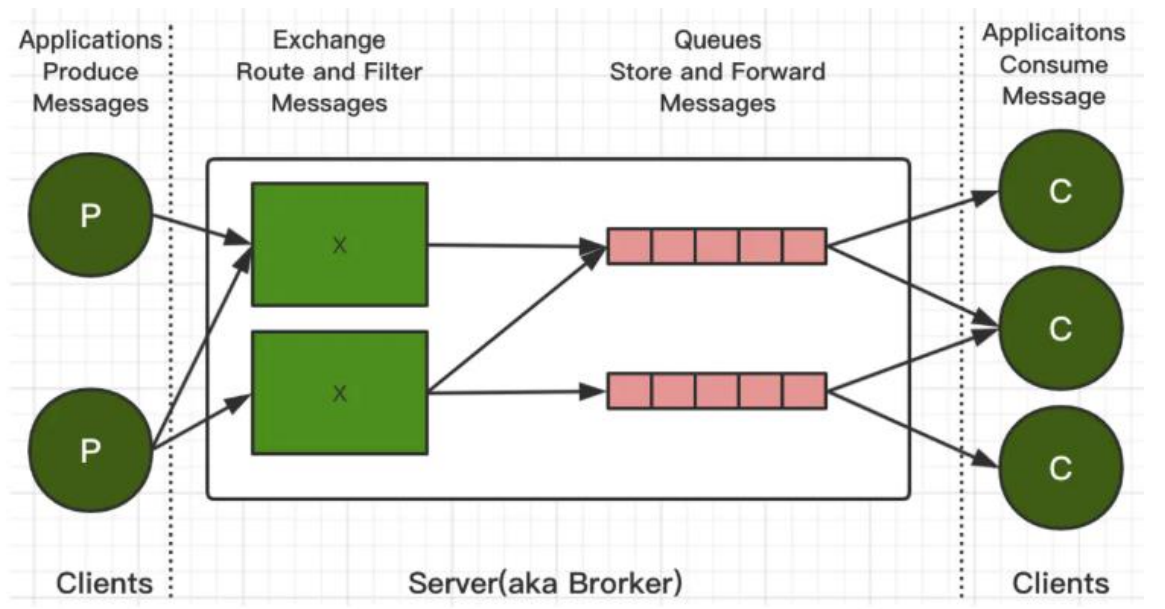 Applications
Produce
Messages
Exchange
Route and Filter
Messages
Queues
Store and Forward
Messages
Applicaitons
Consume
Message
P
P
X
X
C
C
C
Clients
Server(aka Brorker)
Clients